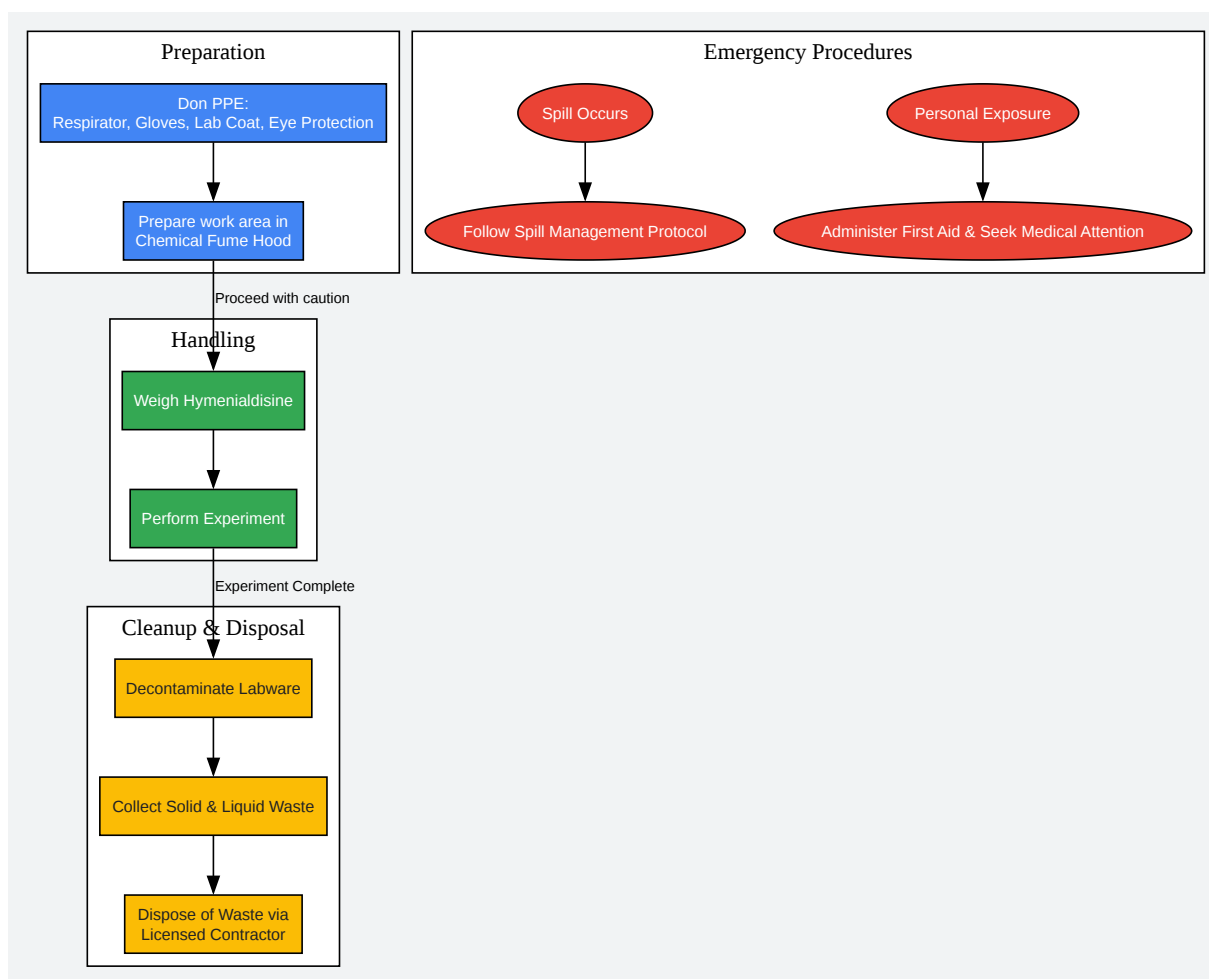 Preparation
Don PPE:
Respirator, Gloves, Lab Coat, Eye Protection
Prepare work area in
Chemical Fume Hood
Emergency Procedures
Spill Occurs
Personal Exposure
Follow Spill Management Protocol
Administer First Aid & Seek Medical Attention
Proceed with caution
Handling
Weigh Hymenialdisine
Perform Experiment
Experiment Complete
Cleanup & Disposal
Decontaminate Labware
Collect Solid & Liquid Waste
Dispose of Waste via
Licensed Contractor